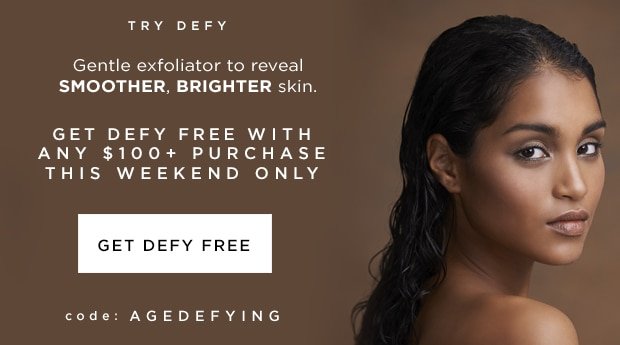 TRY DEFY
Gentle exfoliator to reveal
SMOOTHER, BRIGHTER skin.
GET DEFY FREE WITH
ANY $100+ PURCHASE
THIS WEEKEND ONLY
GET DEFY FREE
code: AGEDEFYING